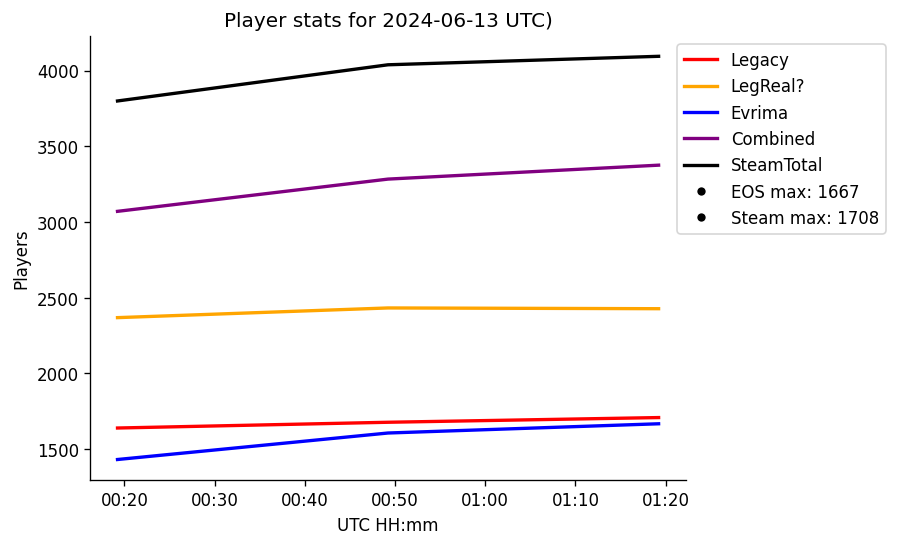 Player stats for 2024-06-13 UTC)
4000
3500
3000
2500
2000
1500
Players
00:20 00:30 00:40 00:50 01:00 01:10 01:20
UTC HH:mm
Legacy
LegReal?
Evrima
Combined
SteamTotal
EOS max: 1667
Steam max: 1708